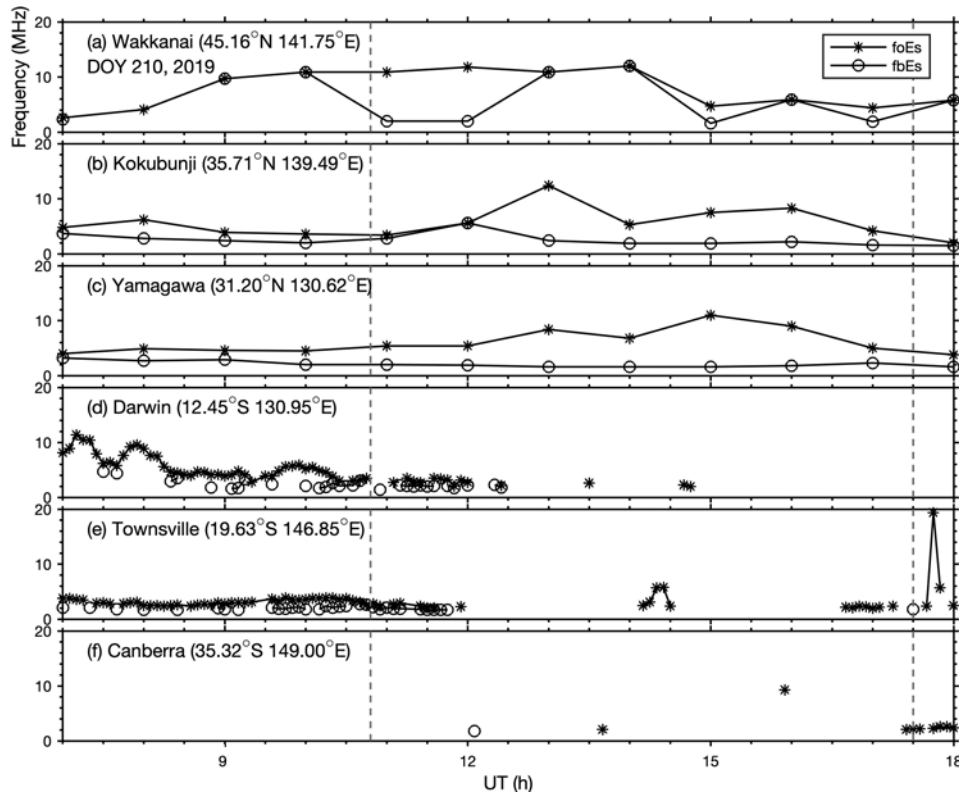 (a) Wakkanai (45.16°N 141.75°E)
DOY 210, 2019
foEs
fbEs
Frequency (MHz)
20
10
0
(b) Kokubunji (35.71°N 139.49°E)
20
10
0
(c) Yamagawa (31.20°N 130.62°E)
20
10
0
(d) Darwin (12.45°S 130.95°E)
20
10
0
(e) Townsville (19.63°S 146.85°E)
20
10
0
(f) Canberra (35.32°S 149.00°E)
20
10
0
9 12 15 18
UT (h)